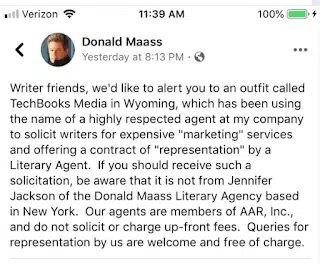 Verizon 11:39 AM 100%
Donald Maass
Yesterday at 8:13 PM ·
Writer friends, we'd like to alert you to an outfit called
TechBooks Media in Wyoming, which has been using
the name of a highly respected agent at my company
to solicit writers for expensive "marketing" services
and offering a contract of "representation" by a
Literary Agent.  If you should receive such a
solicitation, be aware that it is not from Jennifer
Jackson of the Donald Maass Literary Agency based
in New York.  Our agents are members of AAR, Inc.,
and do not solicit or charge up-front fees.  Queries for
representation by us are welcome and free of charge.